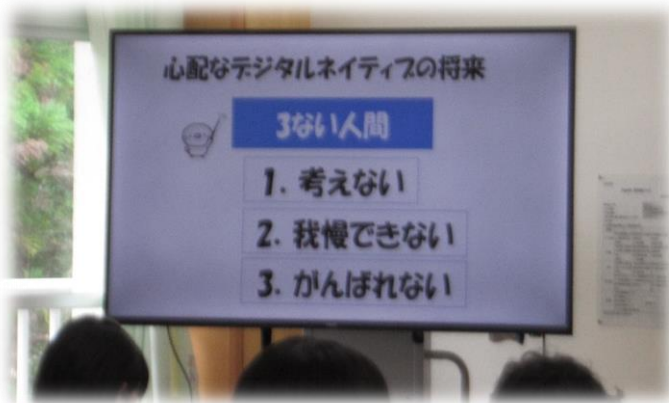 心配なデジタルネイティブの将来
3ない人間
1. 考えない
2. 我慢できない
3. がんばれない